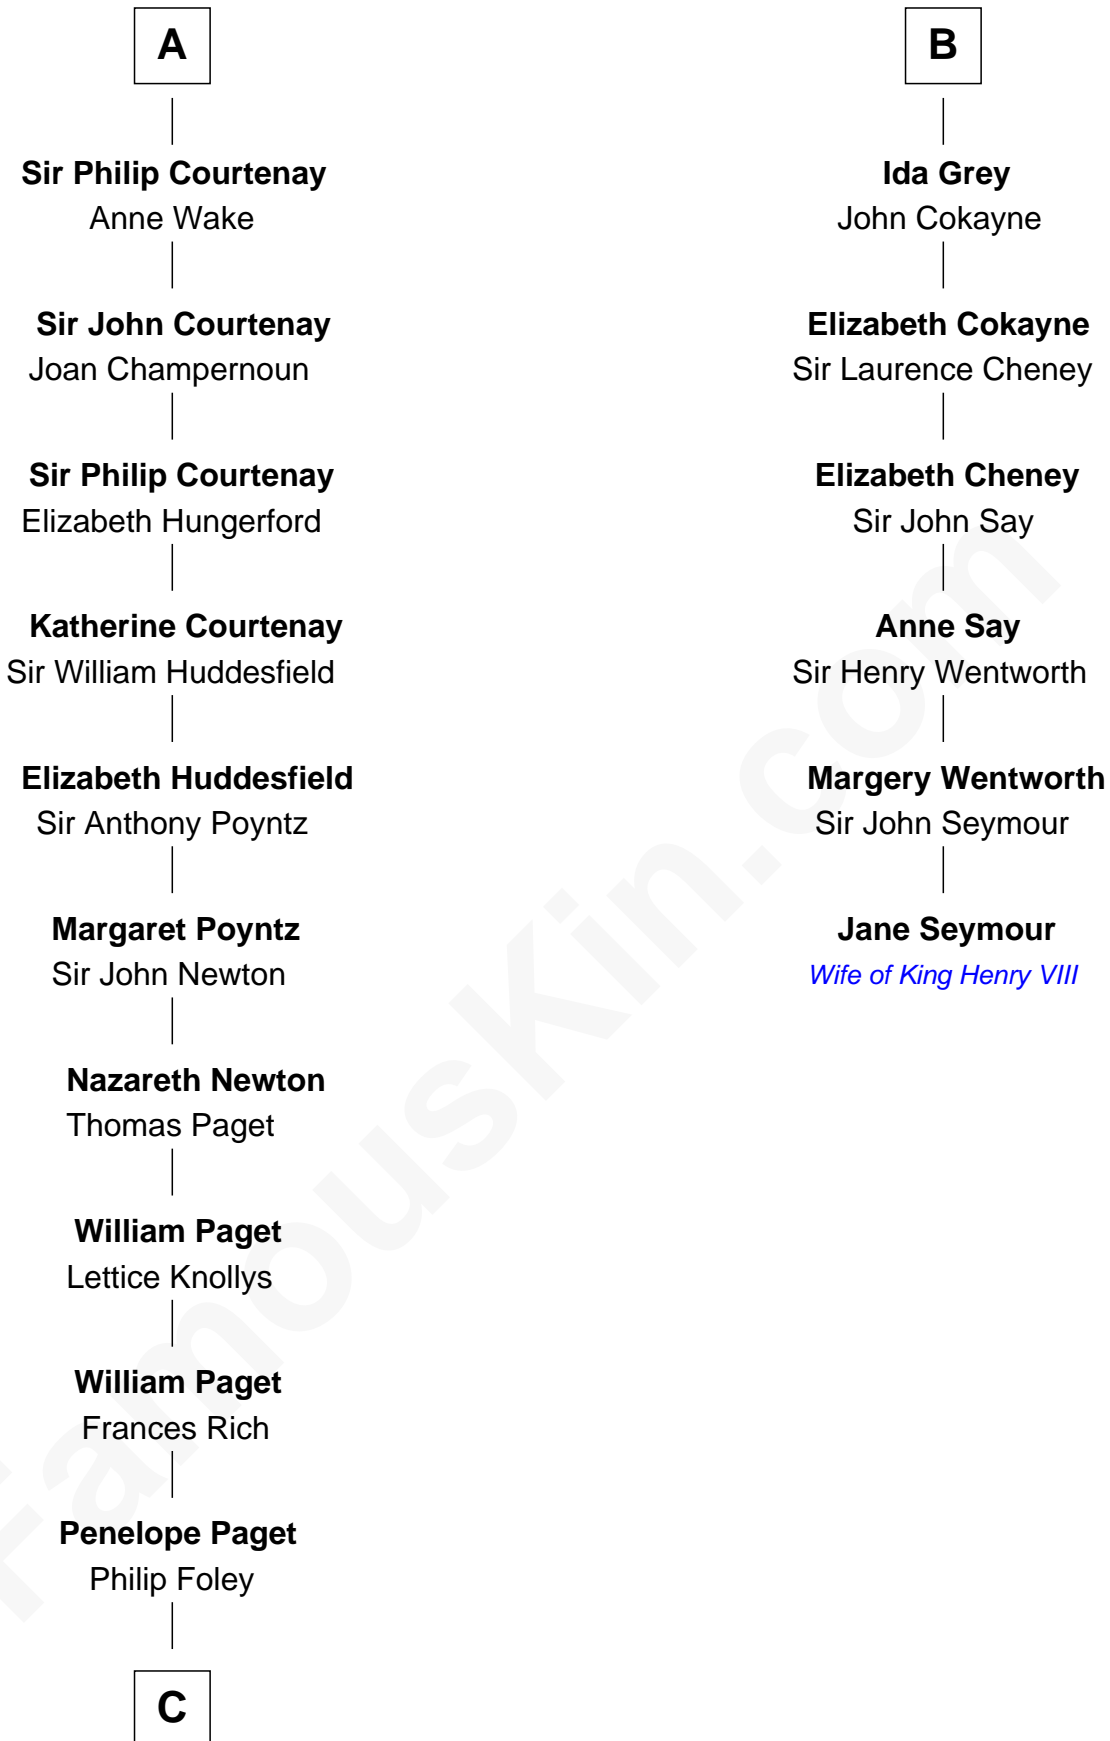 A
Sir Philip Courtenay
Anne Wake
Sir John Courtenay
Joan Champernoun
Sir Philip Courtenay
Elizabeth Hungerford
Katherine Courtenay
Sir William Huddesfield
Elizabeth Huddesfield
Sir Anthony Poyntz
Margaret Poyntz
Sir John Newton
Nazareth Newton
Thomas Paget
William Paget
Lettice Knollys
William Paget
Frances Rich
Penelope Paget
Philip Foley
C
B
Ida Grey
John Cokayne
Elizabeth Cokayne
Sir Laurence Cheney
Elizabeth Cheney
Sir John Say
Anne Say
Sir Henry Wentworth
Margery Wentworth
Sir John Seymour
Jane Seymour
Wife of King Henry VIII
FamousKin.com